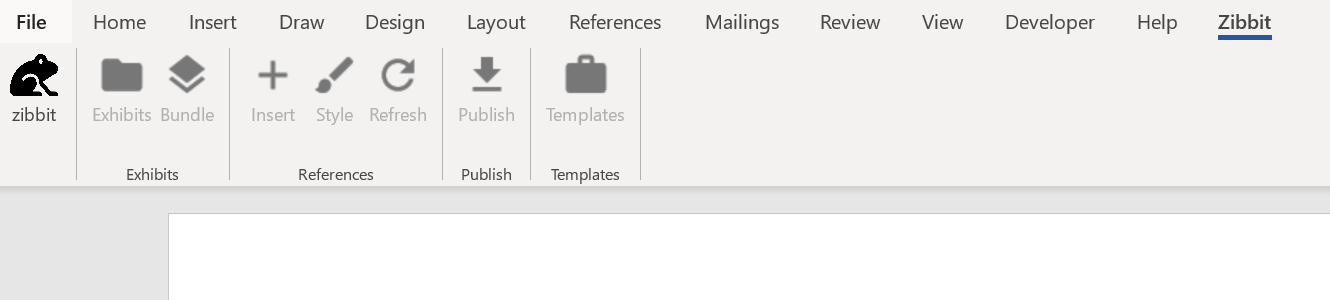 File Home Insert Draw Design Layout References Mailings Review View Developer Help Zibbit
zibbit Exhibits Bundle Insert Style Refresh Publish Templates
Exhibits References Publish Templates